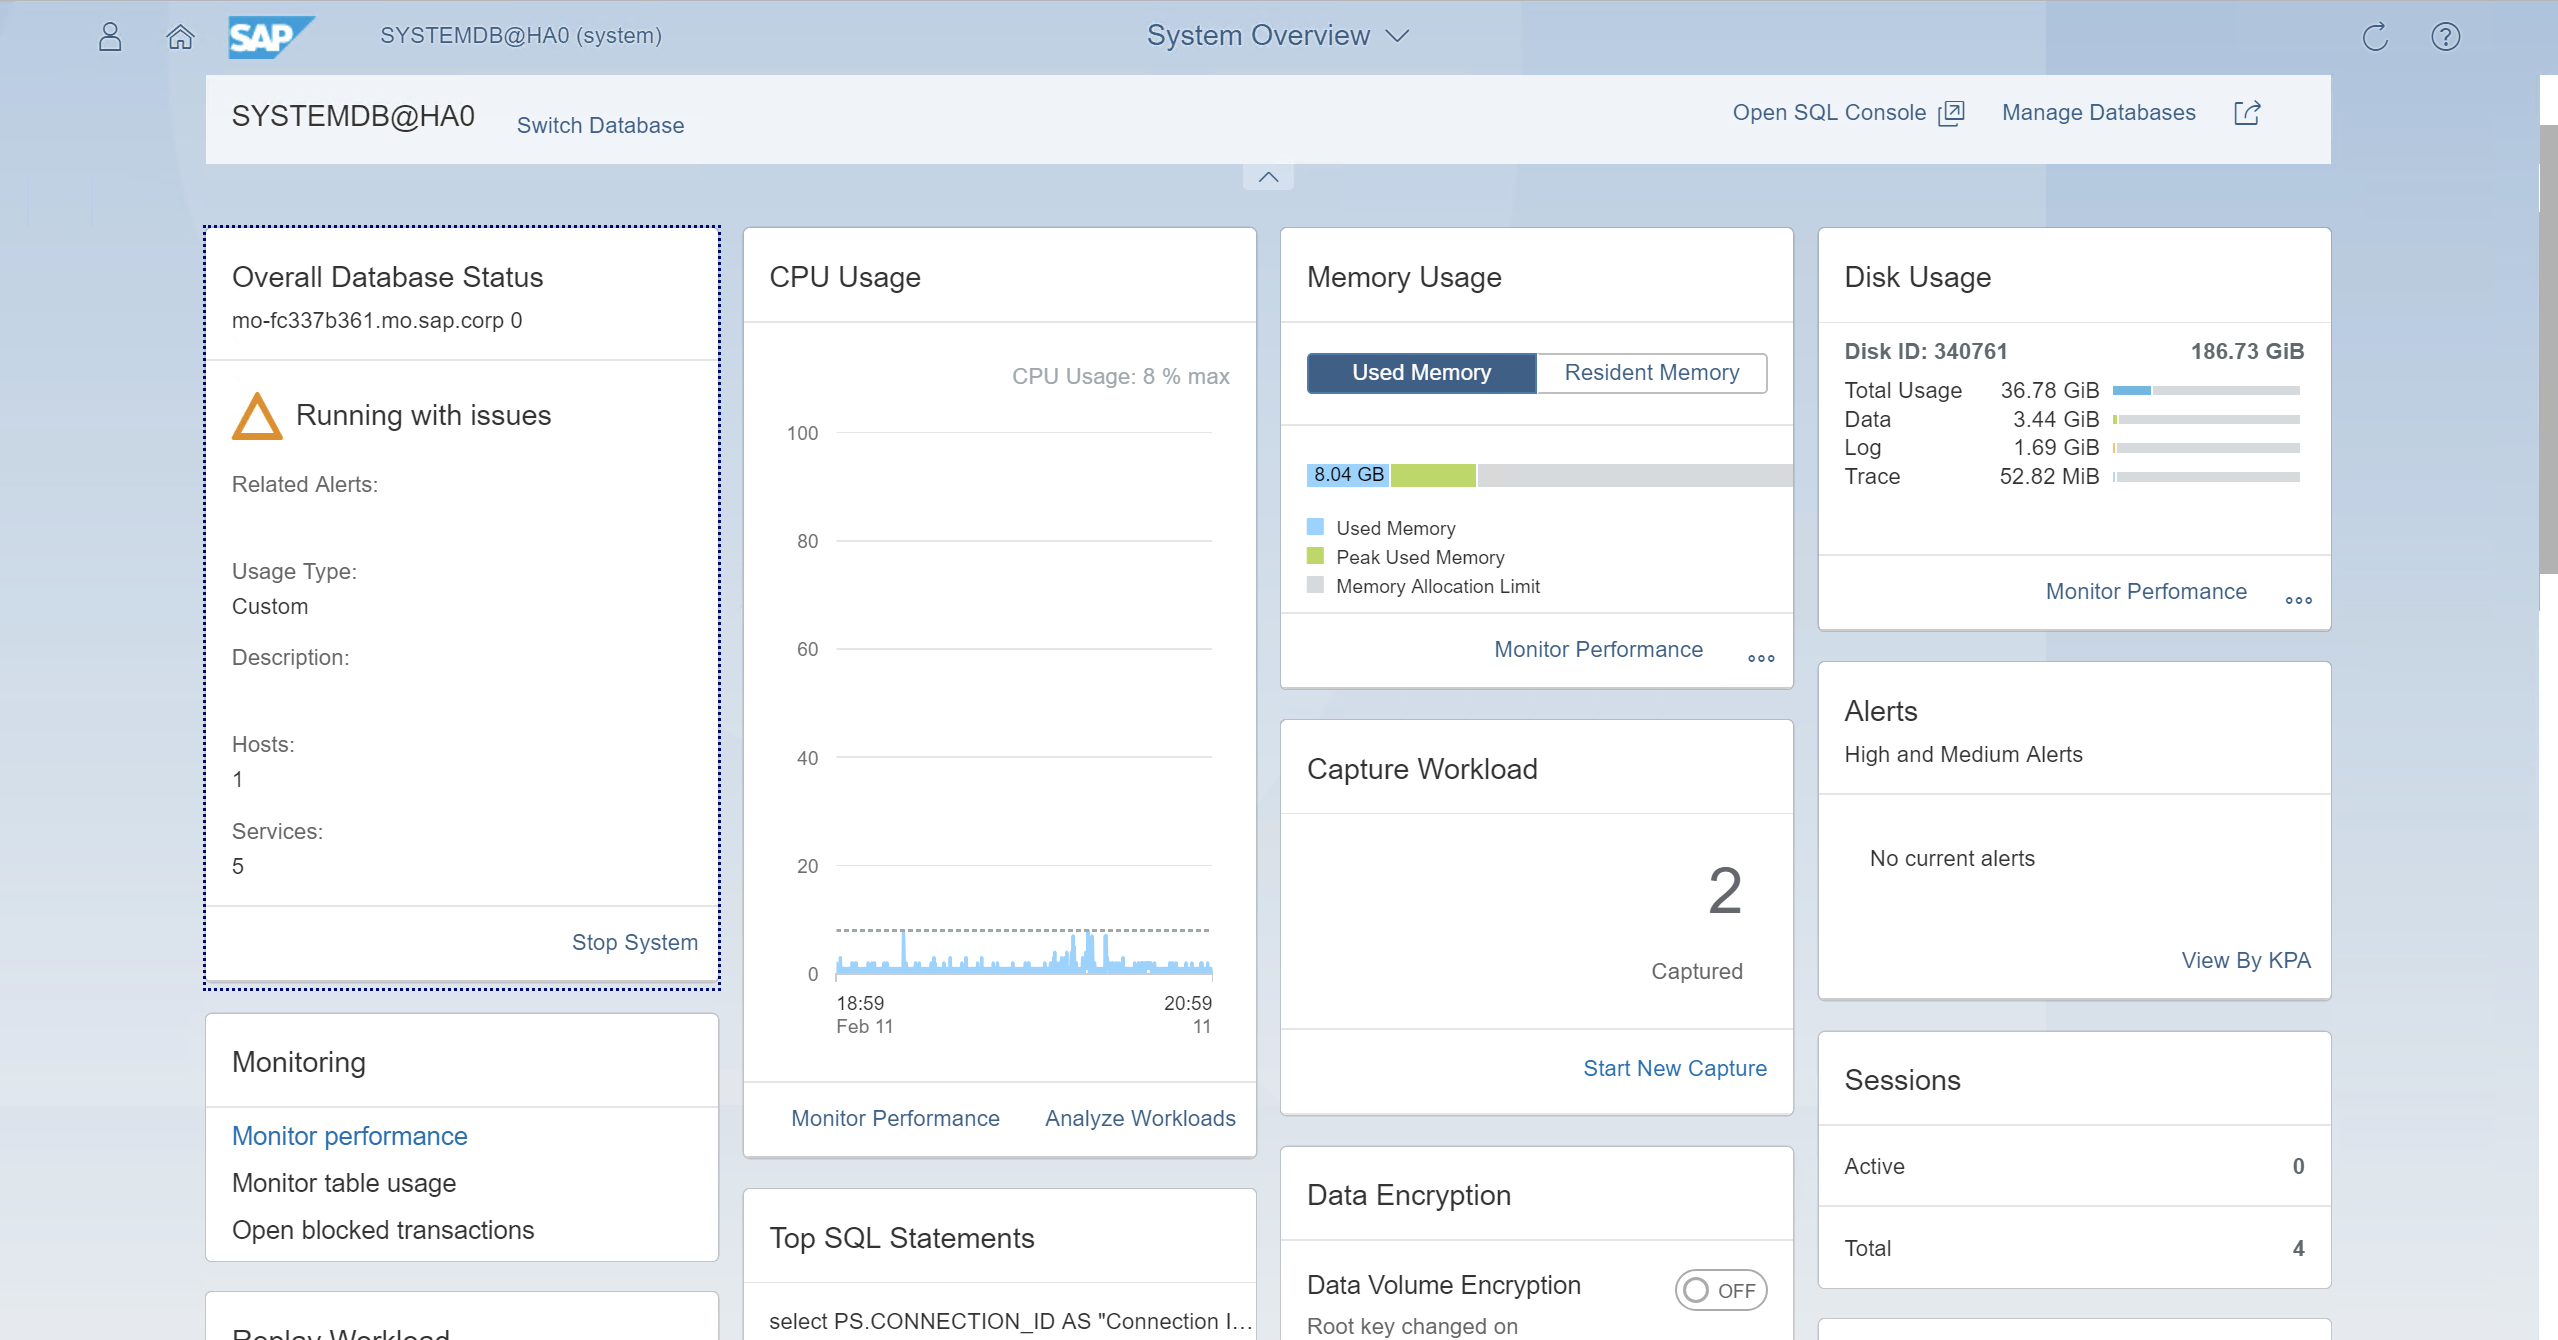 SAP
SYSTEMDB@HA0 (system)
System Overview
SYSTEMDB@HA0
Switch Database
Open SQL Console
Manage Databases
Overall Database Status
mo-fc337b361.mo.sap.corp 0
Running with issues
Related Alerts:
Usage Type:
Custom
Description:
Hosts:
1
Services:
5
Stop System
Monitoring
Monitor performance
Monitor table usage
Open blocked transactions
Replay Workload
CPU Usage
CPU Usage: 8 % max
100
80
60
40
20
0
18:59
20:59
Feb 11
11
Monitor Performance
Analyze Workloads
Top SQL Statements
select PS.CONNECTION_ID AS "Connection I...
Memory Usage
Used Memory
Resident Memory
8.04 GB
Used Memory
Peak Used Memory
Memory Allocation Limit
Monitor Performance
Capture Workload
2
Captured
Start New Capture
Data Encryption
Data Volume Encryption
OFF
Root key changed on
Disk Usage
Disk ID: 340761 186.73 GiB
Total Usage 36.78 GiB
Data 3.44 GiB
Log 1.69 GiB
Trace 52.82 MiB
Monitor Perfomance
Alerts
High and Medium Alerts
No current alerts
View By KPA
Sessions
Active 0
Total 4